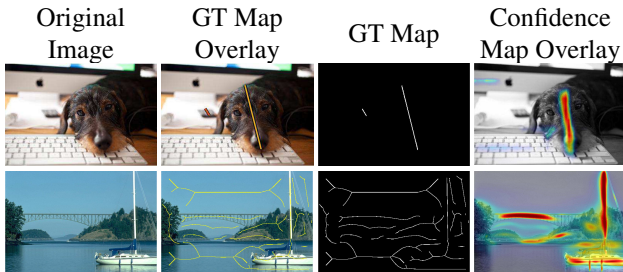 Original
Image
GT Map
Overlay
GT Map
Confidence
Map Overlay